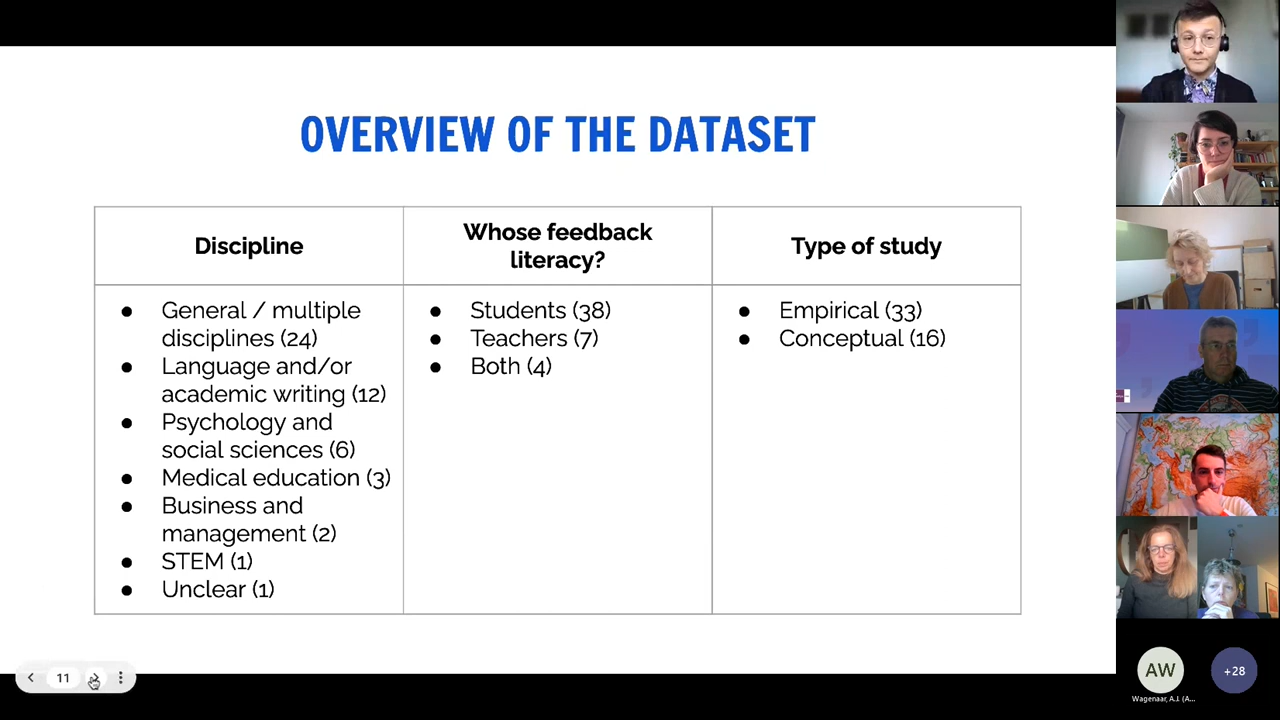 OVERVIEW OF THE DATASET
Discipline
Whose feedback
literacy?
Type of study
● General / multiple
disciplines (24)
● Language and/or
academic writing (12)
● Psychology and
social sciences (6)
● Medical education (3)
● Business and
management (2)
● STEM (1)
● Unclear (1)
● Students (38)
● Teachers (7)
● Both (4)
● Empirical (33)
● Conceptual (16)
11
AW
+28
Wagenaar, A.I. (A...